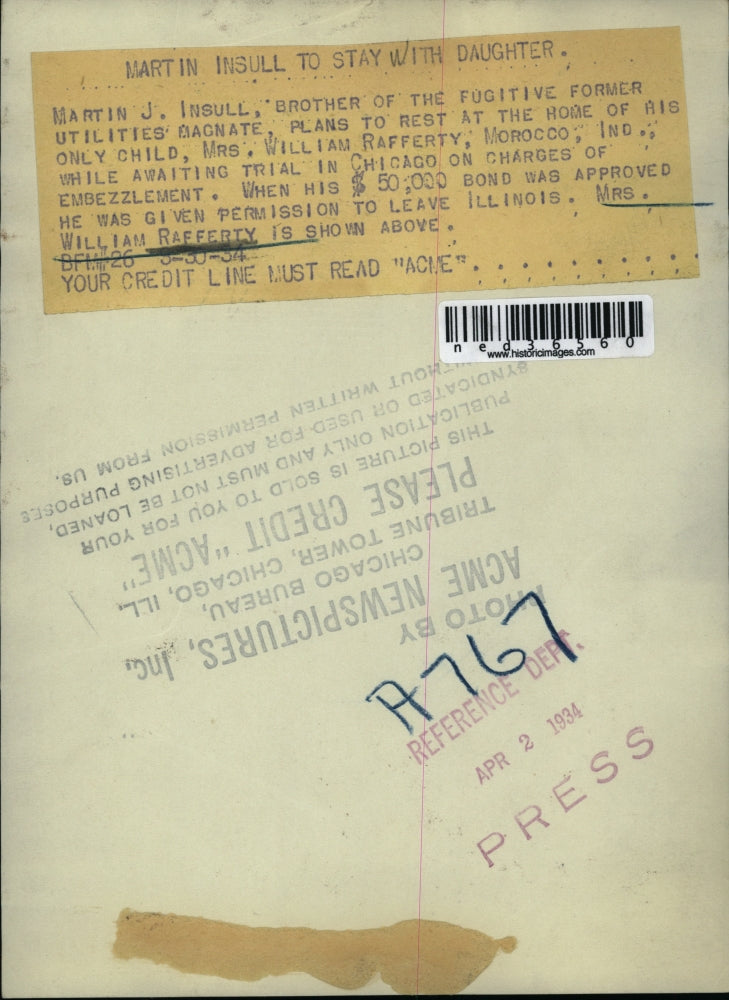 MARTIN INSULL TO STAY WITH DAUGHTER.
MARTIN J. INSULL, BROTHER OF THE FUGITIVE FORMER
UTILITIES MAGNATE, PLANS TO REST AT THE HOME OF HIS
ONLY CHILD, MRS. WILLIAM RAFFERTY, MOROCCO, IND.,
WHILE AWAITING TRIAL IN CHICAGO ON CHARGES OF
EMBEZZLEMENT. WHEN HIS $ 50,000 BOND WAS APPROVED
HE WAS GIVEN PERMISSION TO LEAVE ILLINOIS. MRS.
WILLIAM RAFFERTY IS SHOWN ABOVE.
BFM#26 3-30-34
YOUR CREDIT LINE MUST READ "ACME". . . . . . . . . .
ned36560
www.historicimages.com
PHOTO BY
ACME NEWSPICTURES, Inc.
CHICAGO BUREAU,
TRIBUNE TOWER, CHICAGO, ILL.
PLEASE CREDIT "ACME"
THIS PICTURE IS SOLD TO YOU FOR YOUR
PUBLICATION ONLY AND MUST NOT BE LOANED,
SYNDICATED OR USED FOR ADVERTISING PURPOSES
WITHOUT WRITTEN PERMISSION FROM US.
A767
REFERENCE DEPT.
APR 2 1934
PRESS